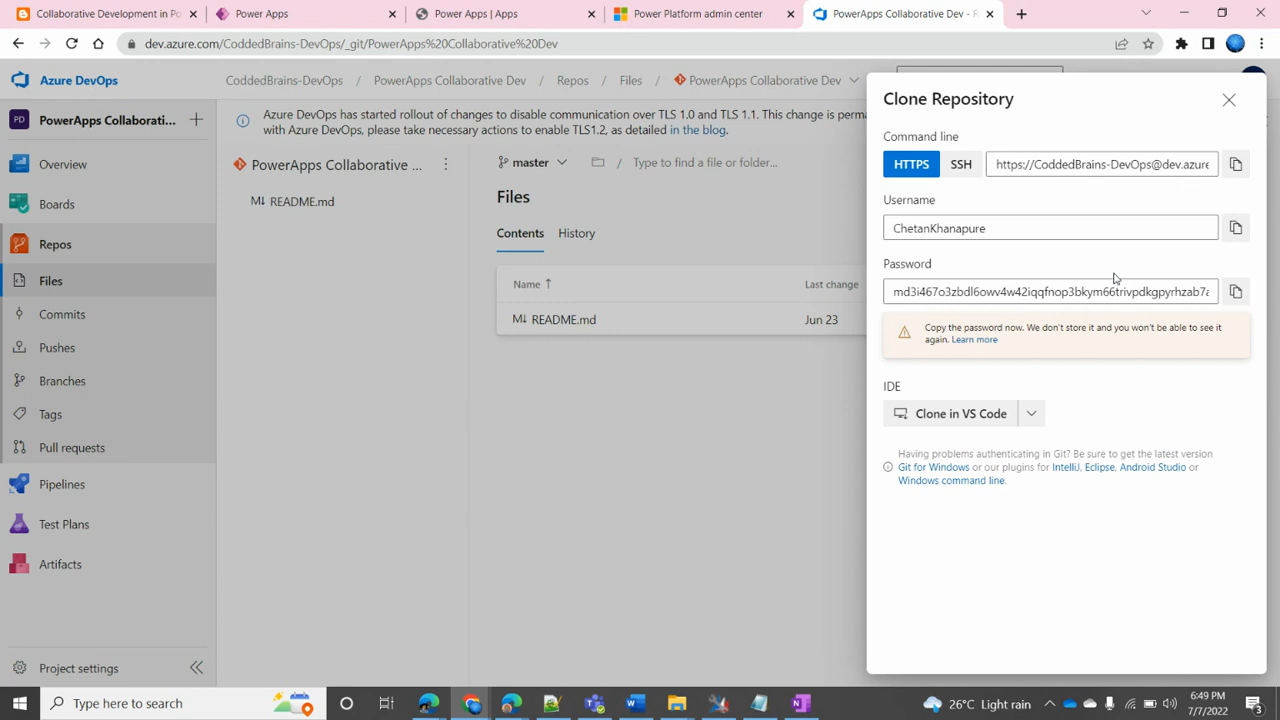 Collaborative Development in Po
Power Apps
Power Apps | Apps
Power Platform admin center
PowerApps Collaborative Dev - R
dev.azure.com/CoddedBrains-DevOps/_git/PowerApps%20Collaborative%20Dev
Azure DevOps
CoddedBrains-DevOps / PowerApps Collaborative Dev / Repos / Files / PowerApps Collaborative Dev
PD PowerApps Collaborati...
Azure DevOps has started rollout of changes to disable communication over TLS 1.0 and TLS 1.1. This change is perma
with Azure DevOps, please take necessary actions to enable TLS1.2, as detailed in the blog.
Overview
Boards
Repos
Files
Commits
Pushes
Branches
Tags
Pull requests
Pipelines
Test Plans
Artifacts
Project settings
PowerApps Collaborative ...
README.md
master / Type to find a file or folder...
Files
Contents History
Name Last change
README.md Jun 23
Clone Repository
Command line
HTTPS SSH https://CoddedBrains-DevOps@dev.azure
Username
ChetanKhanapure
Password
md3i467o3zbdl6owv4w42iqqfnop3bkym66trivpdkgpyrhzab7a
Copy the password now. We don't store it and you won't be able to see it
again. Learn more
IDE
Clone in VS Code
Having problems authenticating in Git? Be sure to get the latest version
Git for Windows or our plugins for IntelliJ, Eclipse, Android Studio or
Windows command line.
Type here to search
26°C Light rain
6:49 PM
7/7/2022
3